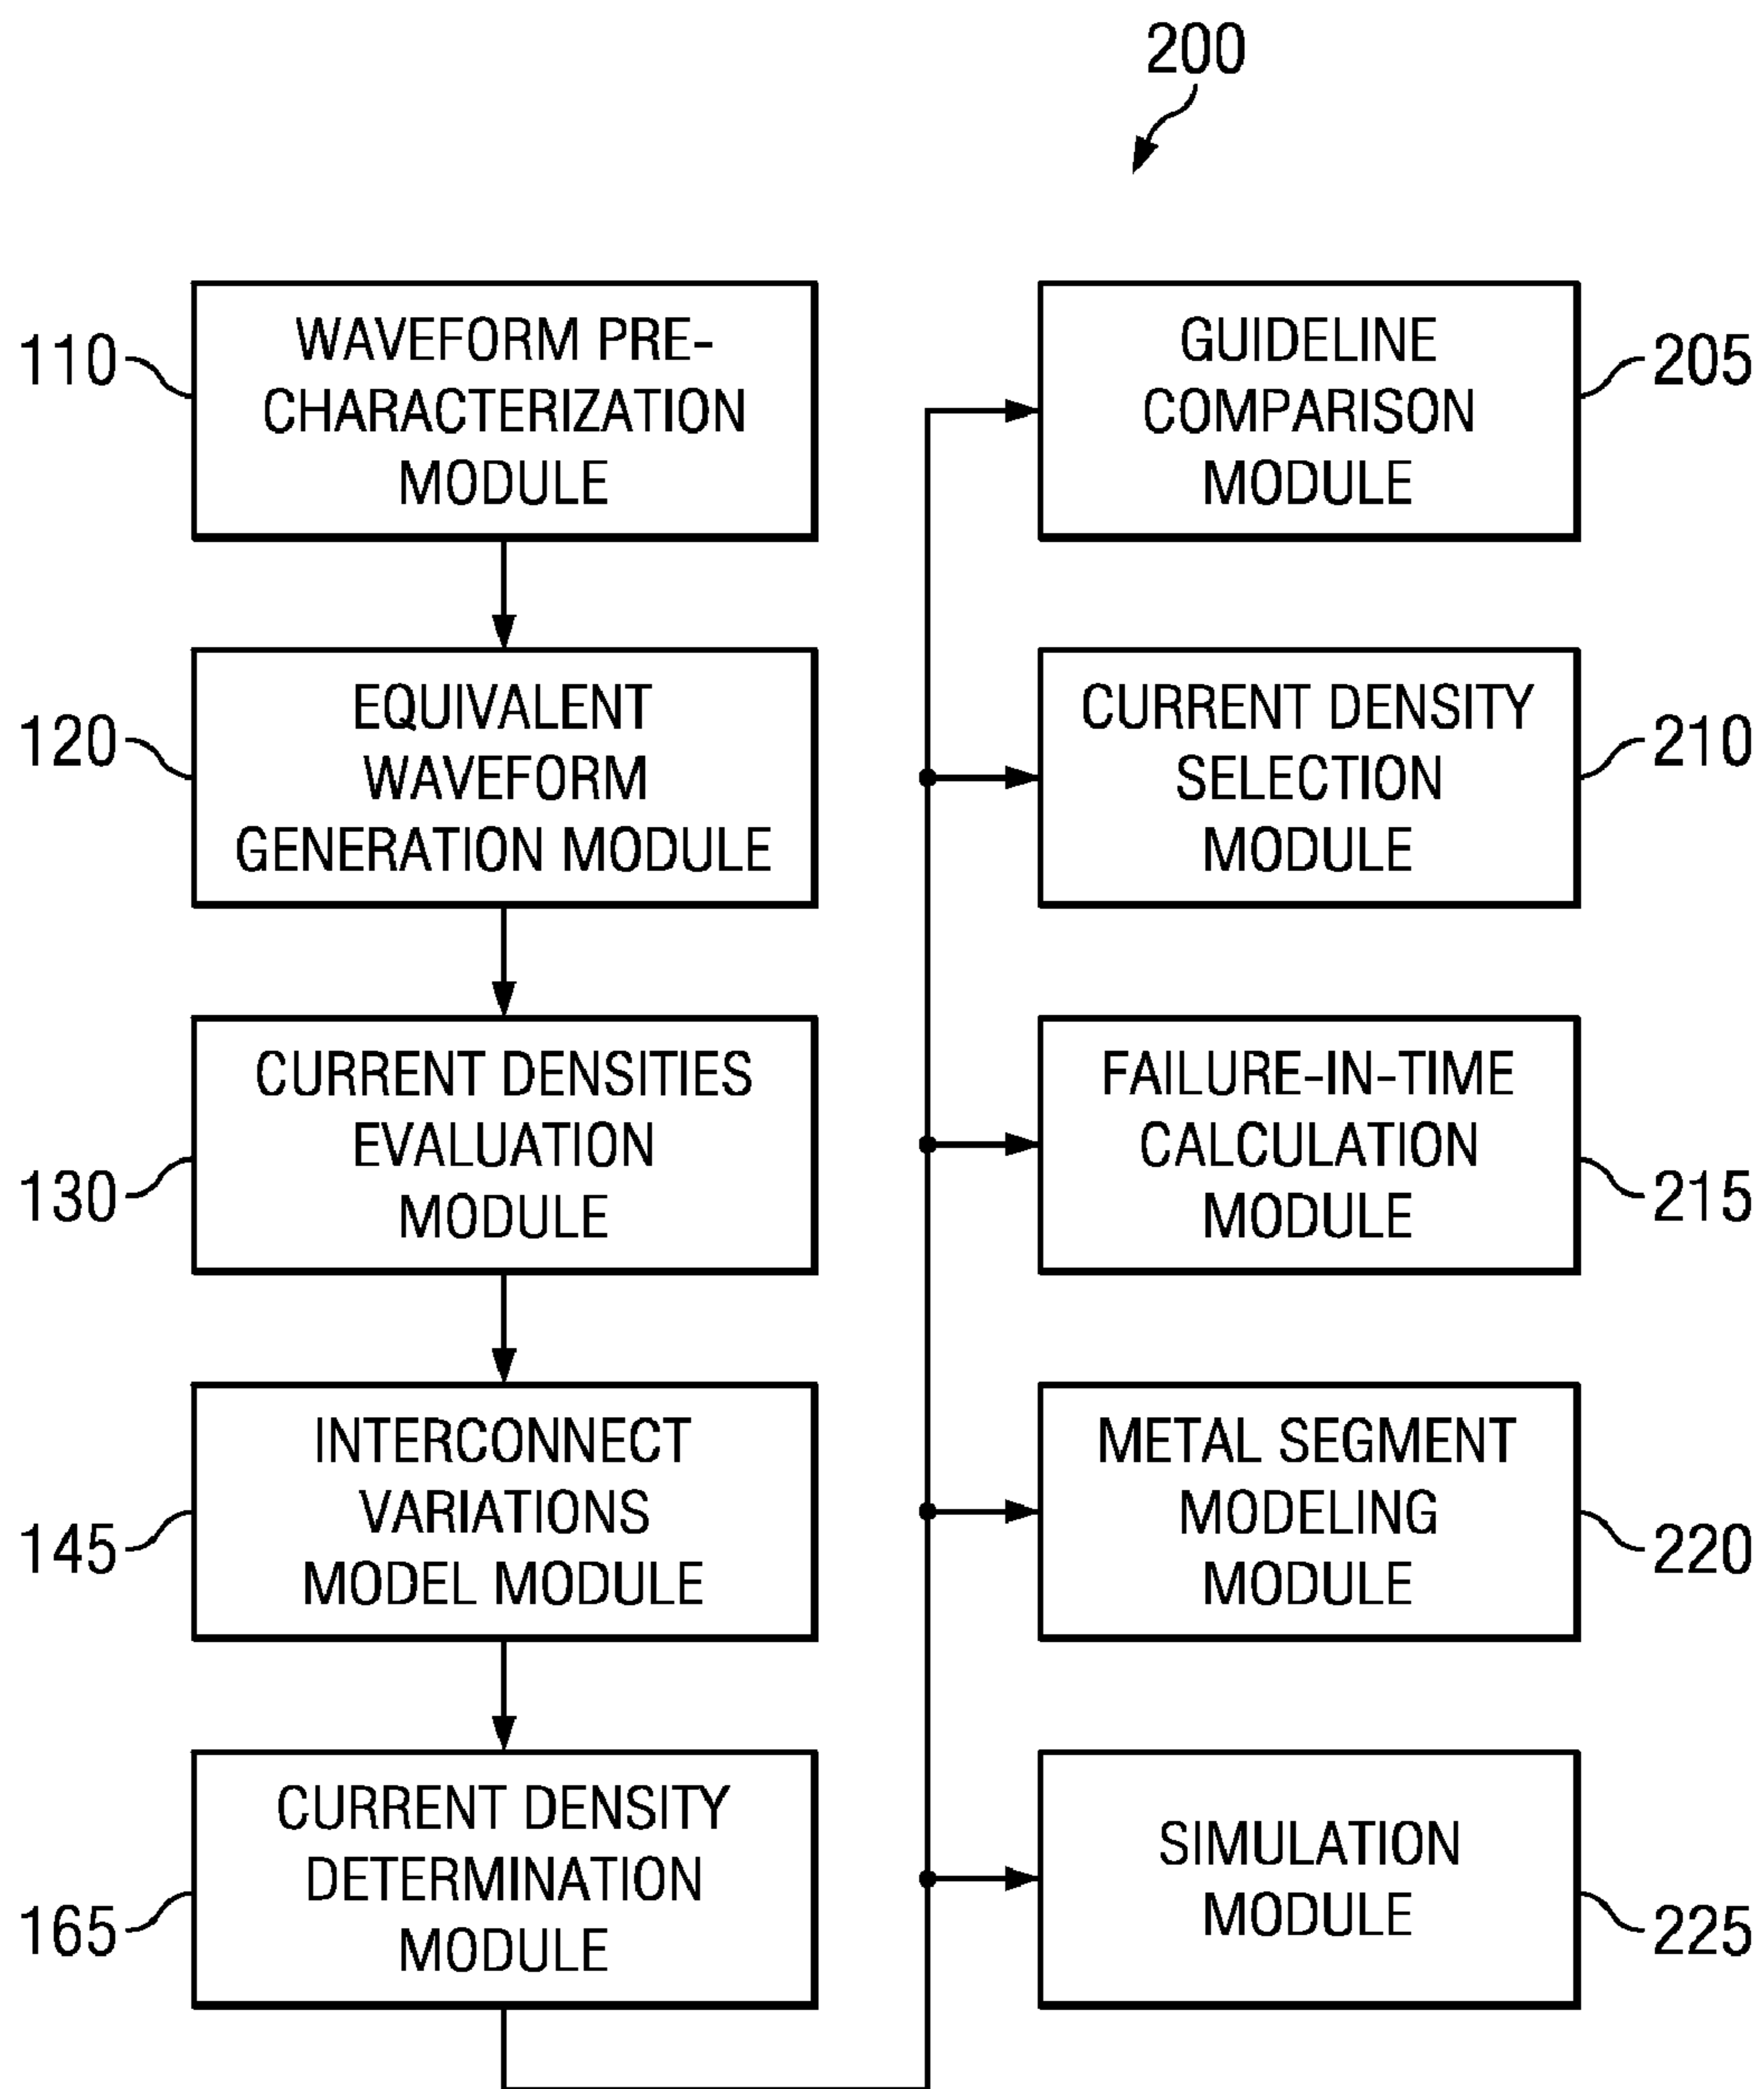 200
110
WAVEFORM PRE-
CHARACTERIZATION
MODULE
120
EQUIVALENT
WAVEFORM
GENERATION MODULE
130
CURRENT DENSITIES
EVALUATION
MODULE
145
INTERCONNECT
VARIATIONS
MODEL MODULE
165
CURRENT DENSITY
DETERMINATION
MODULE
GUIDELINE
COMPARISON
MODULE
205
CURRENT DENSITY
SELECTION
MODULE
210
FAILURE-IN-TIME
CALCULATION
MODULE
215
METAL SEGMENT
MODELING
MODULE
220
SIMULATION
MODULE
225